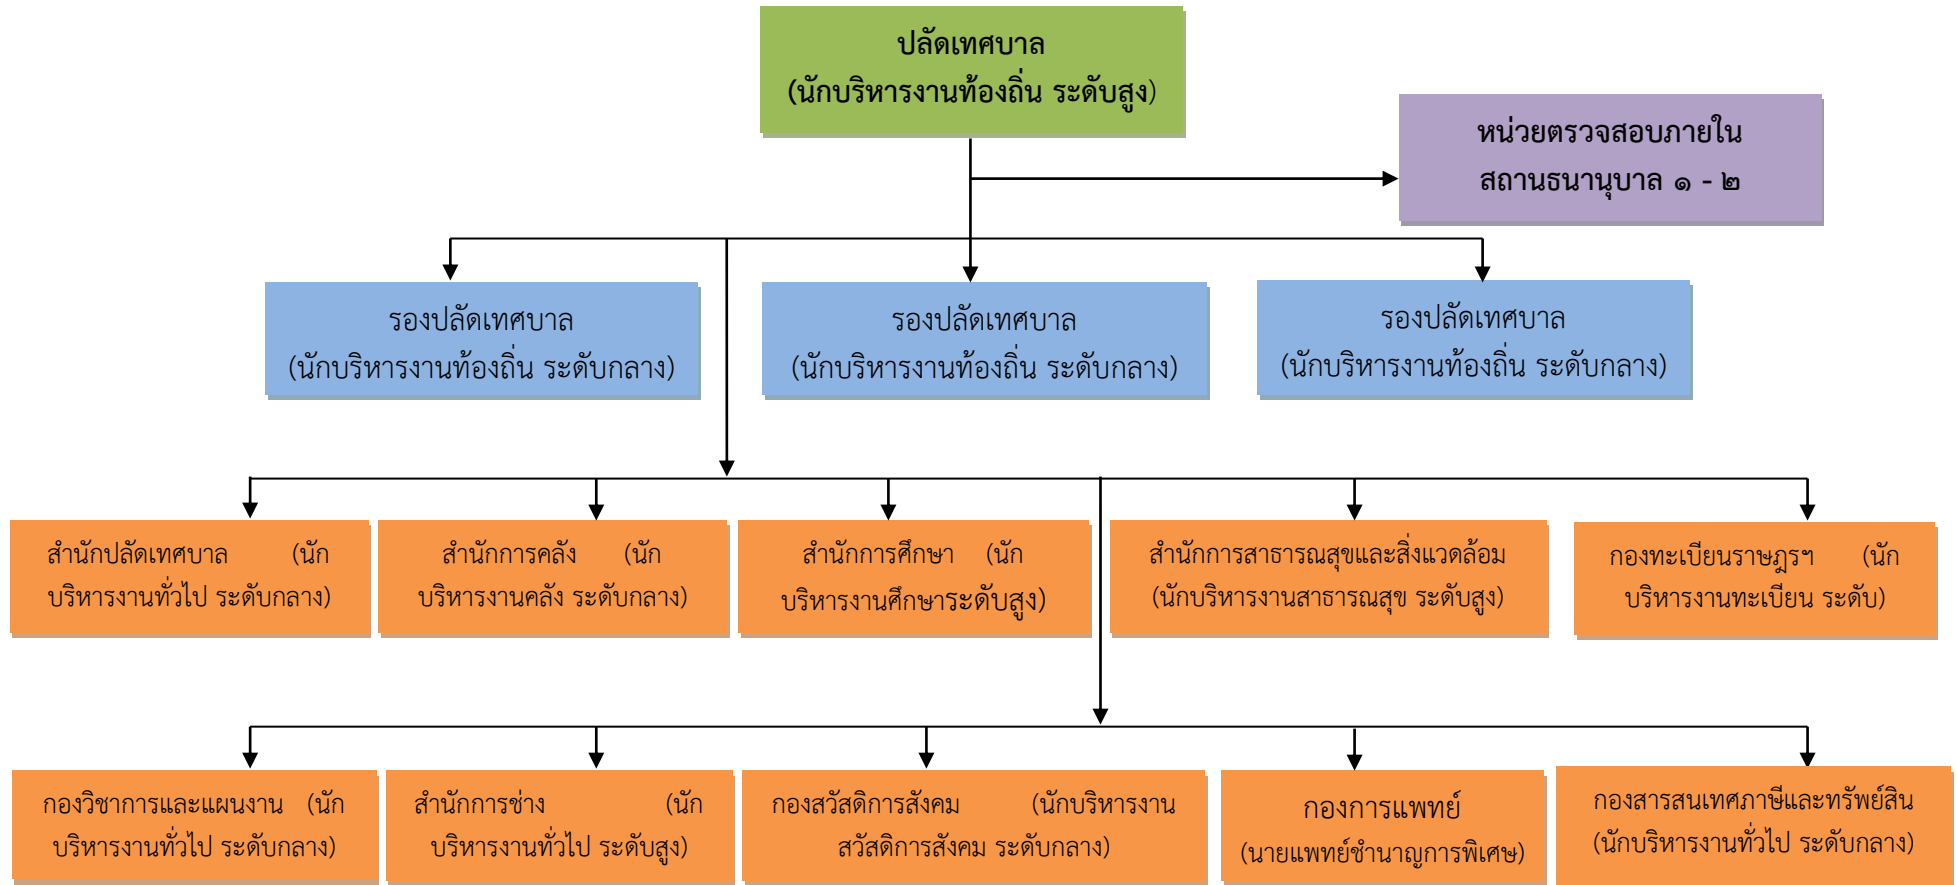 ปลัดเทศบาล
(นักบริหารงานท้องถิ่น ระดับสูง)
หน่วยตรวจสอบภายใน
สถานธนานุบาล ๑ - ๒
รองปลัดเทศบาล
(นักบริหารงานท้องถิ่น ระดับกลาง)
รองปลัดเทศบาล
(นักบริหารงานท้องถิ่น ระดับกลาง)
รองปลัดเทศบาล
(นักบริหารงานท้องถิ่น ระดับกลาง)
สำนักปลัดเทศบาล (นัก
บริหารงานทั่วไป ระดับกลาง)
สำนักการคลัง (นัก
บริหารงานคลัง ระดับกลาง)
สำนักการศึกษา (นัก
บริหารงานศึกษาระดับสูง)
สำนักการสาธารณสุขและสิ่งแวดล้อม
(นักบริหารงานสาธารณสุข ระดับสูง)
กองทะเบียนราษฎรฯ (นัก
บริหารงานทะเบียน ระดับ)
กองวิชาการและแผนงาน (นัก
บริหารงานทั่วไป ระดับกลาง)
สำนักการช่าง (นัก
บริหารงานทั่วไป ระดับสูง)
กองสวัสดิการสังคม (นักบริหารงาน
สวัสดิการสังคม ระดับกลาง)
กองการแพทย์
(นายแพทย์ชำนาญการพิเศษ)
กองสารสนเทศภาษีและทรัพย์สิน
(นักบริหารงานทั่วไป ระดับกลาง)